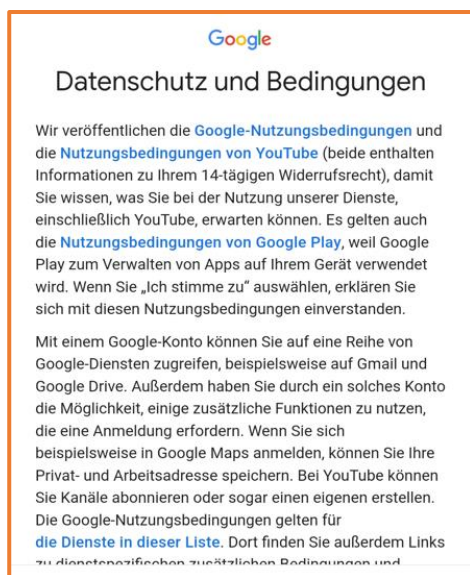 Google
Datenschutz und Bedingungen
Wir veröffentlichen die Google-Nutzungsbedingungen und
die Nutzungsbedingungen von YouTube (beide enthalten
Informationen zu Ihrem 14-tägigen Widerrufsrecht), damit
Sie wissen, was Sie bei der Nutzung unserer Dienste,
einschließlich YouTube, erwarten können. Es gelten auch
die Nutzungsbedingungen von Google Play, weil Google
Play zum Verwalten von Apps auf Ihrem Gerät verwendet
wird. Wenn Sie „Ich stimme zu“ auswählen, erklären Sie
sich mit diesen Nutzungsbedingungen einverstanden.
Mit einem Google-Konto können Sie auf eine Reihe von
Google-Diensten zugreifen, beispielsweise auf Gmail und
Google Drive. Außerdem haben Sie durch ein solches Konto
die Möglichkeit, einige zusätzliche Funktionen zu nutzen,
die eine Anmeldung erfordern. Wenn Sie sich
beispielsweise in Google Maps anmelden, können Sie Ihre
Privat- und Arbeitsadresse speichern. Bei YouTube können
Sie Kanäle abonnieren oder sogar einen eigenen erstellen.
Die Google-Nutzungsbedingungen gelten für
die Dienste in dieser Liste. Dort finden Sie außerdem Links
zu dienstspezifischen zusätzlichen Bedingungen und